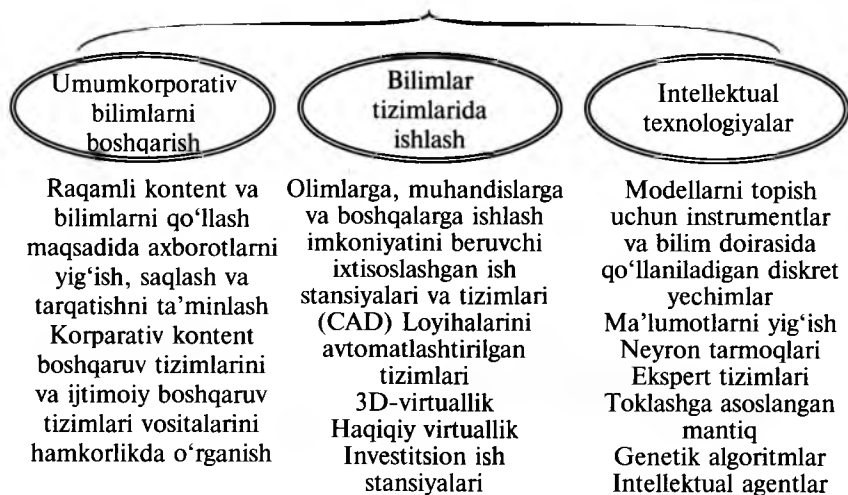 Umumkorporativ
bilimlarni
boshqarish
Raqamli kontent va
bilimlarni qo‘llash
maqsadida axborotlarni
yig‘ish, saqlash va
tarqatishni ta’minlash
Korparativ kontent
boshqaruv tizimlarini
va ijtimoiy boshqaruv
tizimlari vositalarini
hamkorlikda o‘rganish
Bilimlar
tizimlarida
ishlash
Olimlarga, muhandislarga
va boshqalarga ishlash
imkoniyatini beruvchi
ixtisoslashgan ish
stansiyalari va tizimlari
(CAD) Loyihalarini
avtomatlashtirilgan
tizimlari
3D-virtuallik
Haqiqiy virtuallik
Investitsion ish
stansiyalari
Intellektual
texnologiyalar
Modellarni topish
uchun instrumentlar
va bilim doirasida
qo‘llaniladigan diskret
yechimlar
Ma’lumotlarni yig‘ish
Neyron tarmoqlari
Ekspert tizimlari
Toklashga asoslangan
mantiq
Genetik algoritmlar
Intellektual agentlar